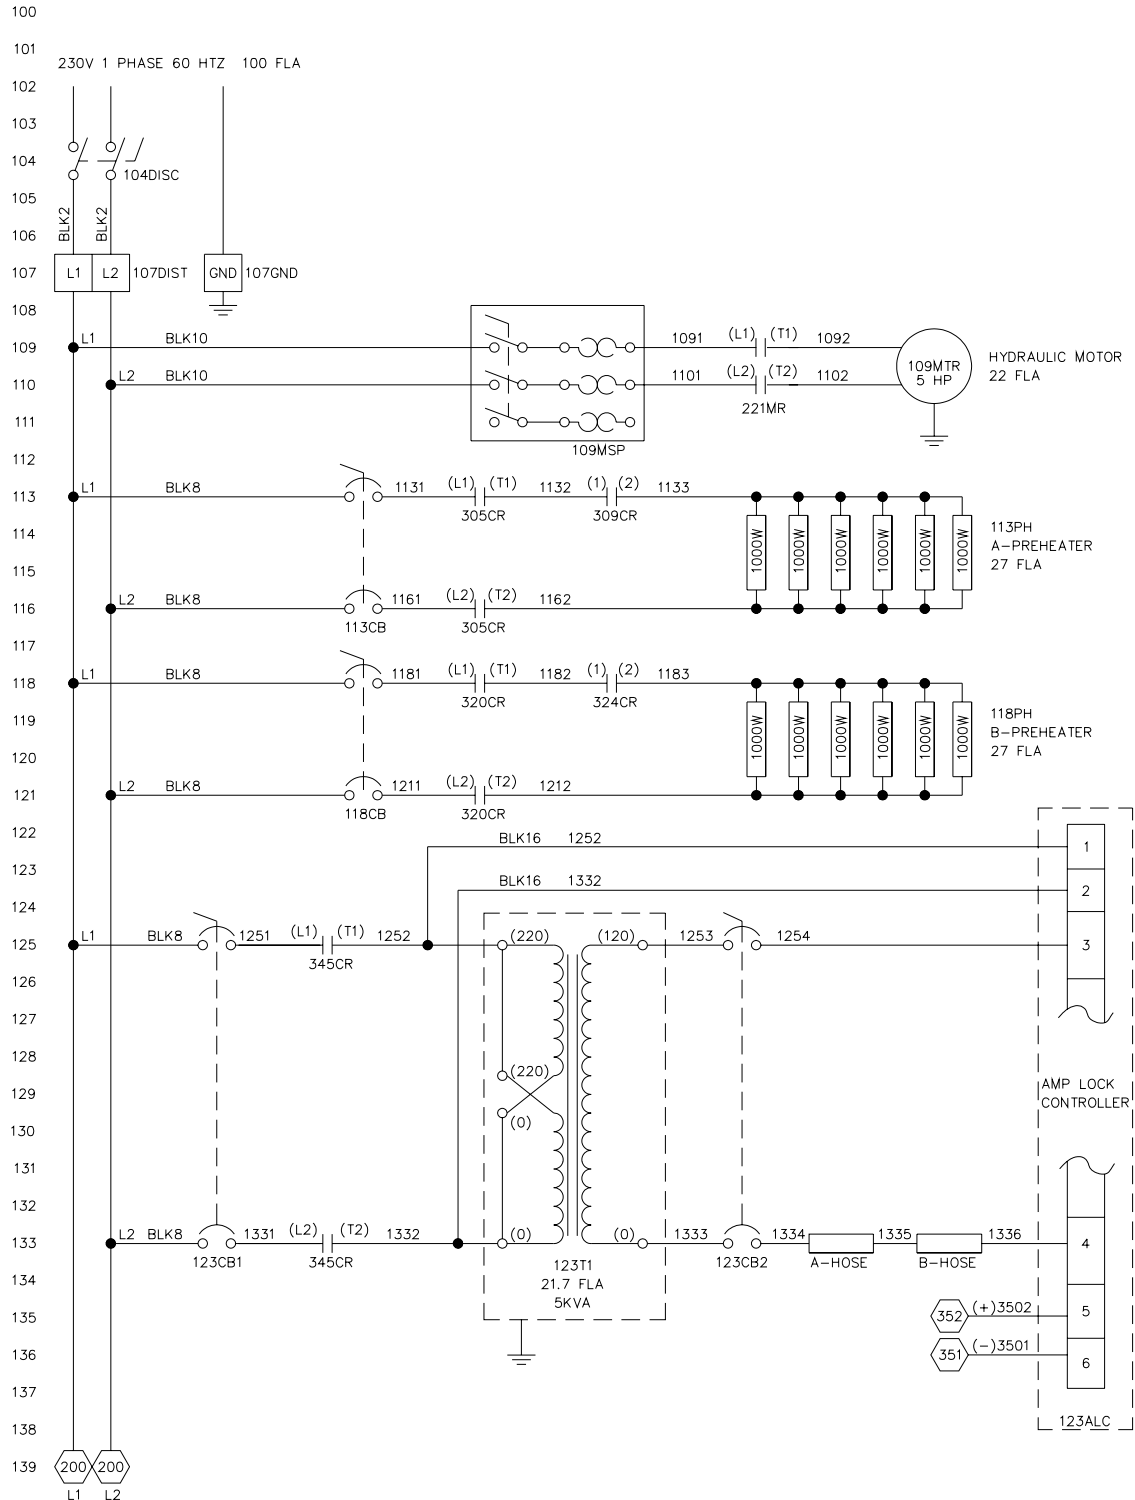 100
101
230V 1 PHASE 60 HTZ 100 FLA
102
103
104
104DISC
105
BLK2 BLK2
106
107 L1 L2 107DIST GND 107GND
108
109 L1 BLK10 1091 (L1) (T1) 1092
HYDRAULIC MOTOR
109MTR
22 FLA
110 L2 BLK10 1101 (L2) (T2) 1102
5 HP
221MR
111
109MSP
112
113 L1 BLK8 1131 (L1) (T1) 1132 (1) (2) 1133
305CR 309CR
114 113PH
1000W 1000W 1000W 1000W 1000W 1000W
A-PREHEATER
27 FLA
115
116 L2 BLK8 1161 (L2) (T2) 1162
113CB 305CR
117
118 L1 BLK8 1181 (L1) (T1) 1182 (1) (2) 1183
320CR 324CR
118PH
119
1000W 1000W 1000W 1000W 1000W 1000W
B-PREHEATER
27 FLA
120
121 L2 BLK8 1211 (L2) (T2) 1212
118CB 320CR
122
BLK16 1252 1
123
BLK16 1332 2
124
125 L1 BLK8 1251 (L1) (T1) 1252 (220) (120) 1253 1254 3
345CR
126
127
128
(220)
129
AMP LOCK
CONTROLLER
(0)
130
131
132
133 L2 BLK8 1331 (L2) (T2) 1332 (0) (0) 1333 1334 1335 1336 4
123CB1 345CR 123T1 123CB2 A-HOSE B-HOSE
134 21.7 FLA
5KVA
135 352 (+)3502 5
136 351 (-)3501 6
137
138 123ALC
139 200 200
L1 L2